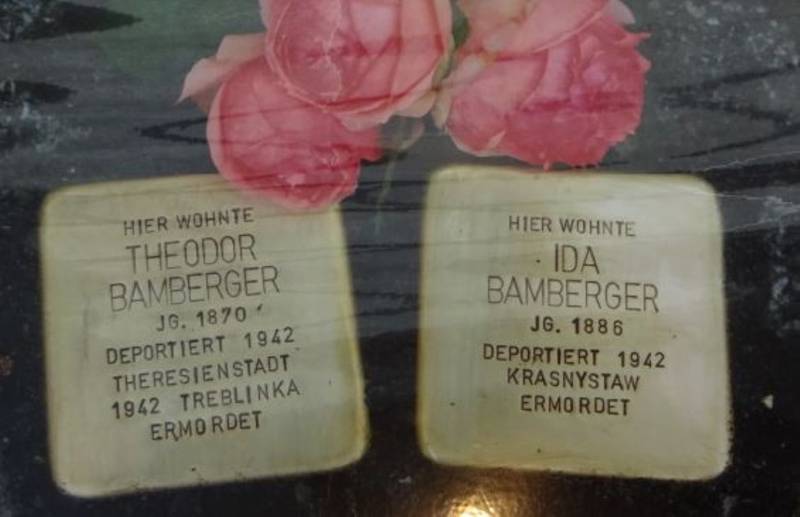 HIER WOHNTE
THEODOR
BAMBERGER
JG. 1870
DEPORTIERT 1942
THERESIENSTADT
1942 TREBLINKA
ERMORDET
HIER WOHNTE
IDA
BAMBERGER
JG. 1886
DEPORTIERT 1942
KRASNYSTAW
ERMORDET